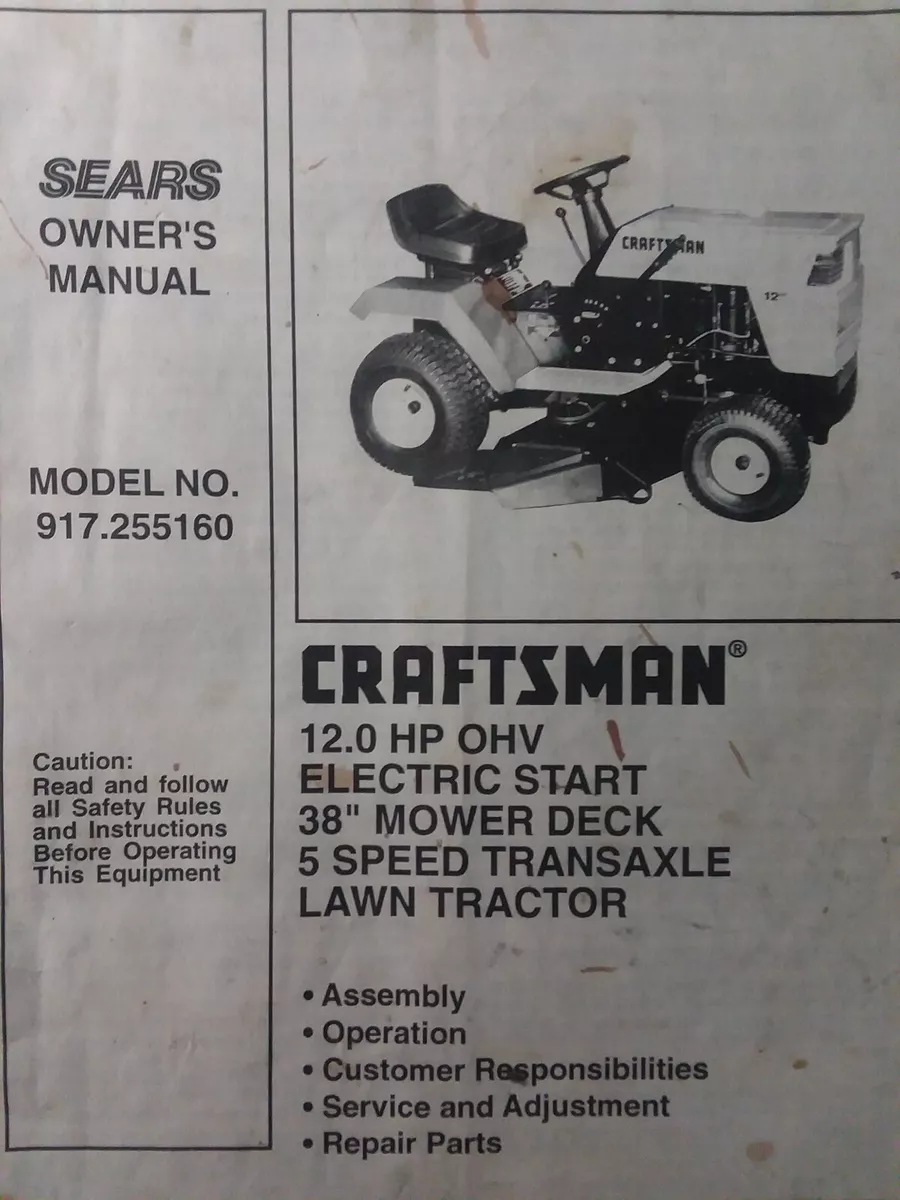 SEARS
OWNER'S
MANUAL
MODEL NO.
917.255160
Caution:
Read and follow
all Safety Rules
and Instructions
Before Operating
This Equipment
CRAFTSMAN
12
CRAFTSMAN®
12.0 HP OHV
ELECTRIC START
38" MOWER DECK
5 SPEED TRANSAXLE
LAWN TRACTOR
• Assembly
• Operation
• Customer Responsibilities
• Service and Adjustment
• Repair Parts